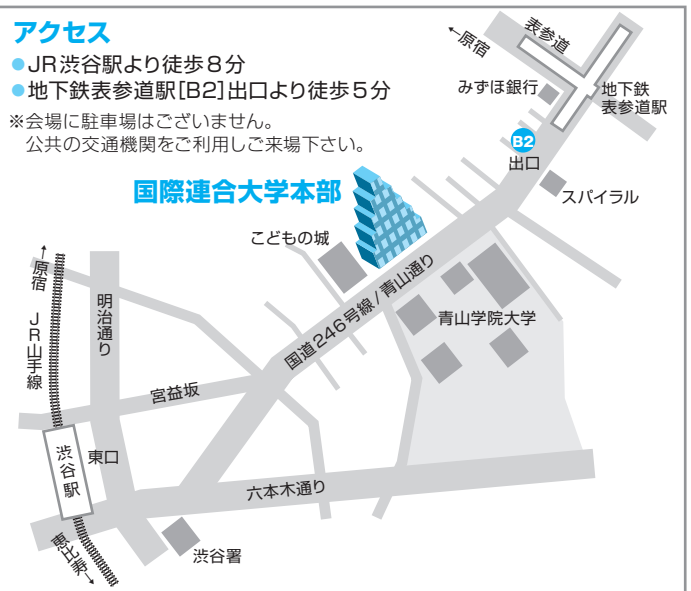 アクセス
●JR渋谷駅より徒歩8分
●地下鉄表参道駅[B2]出口より徒歩5分
※会場に駐車場はございません。
公共の交通機関をご利用しご来場下さい。
←原宿
表参道
みずほ銀行
地下鉄
表参道駅
B2
出口
スパイラル
国際連合大学本部
こどもの城
国道246号線/青山通り
青山学院大学
←原宿
JR山手線
明治通り
宮益坂
渋谷駅
東口
六本木通り
渋谷署
恵比寿→